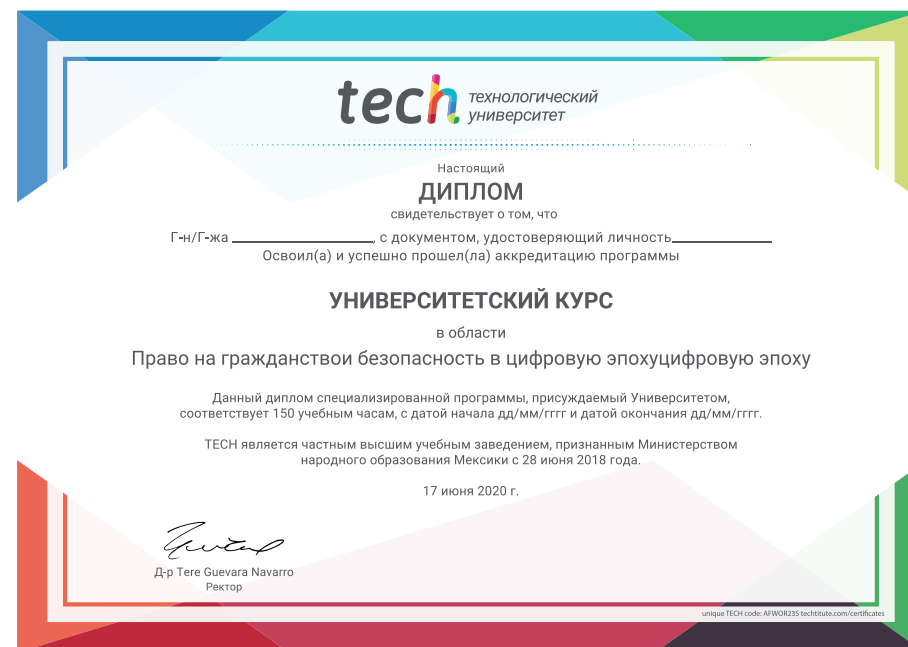 tech технологический
университет
Настоящий
ДИПЛОМ
свидетельствует о том, что
Г-н/Г-жа ____________, с документом, удостоверяющий личность____________
Освоил(а) и успешно прошел(ла) аккредитацию программы
УНИВЕРСИТЕТСКИЙ КУРС
в области
Право на гражданствои безопасность в цифровую эпохуцифровую эпоху
Данный диплом специализированной программы, присуждаемый Университетом,
соответствует 150 учебным часам, с датой начала дд/мм/гггг и датой окончания дд/мм/гггг.
TECH является частным высшим учебным заведением, признанным Министерством
народного образования Мексики с 28 июня 2018 года.
17 июня 2020 г.
Д-р Tere Guevara Navarro
Ректор
unique TECH code: AFWOR23S techtitute.com/certificates